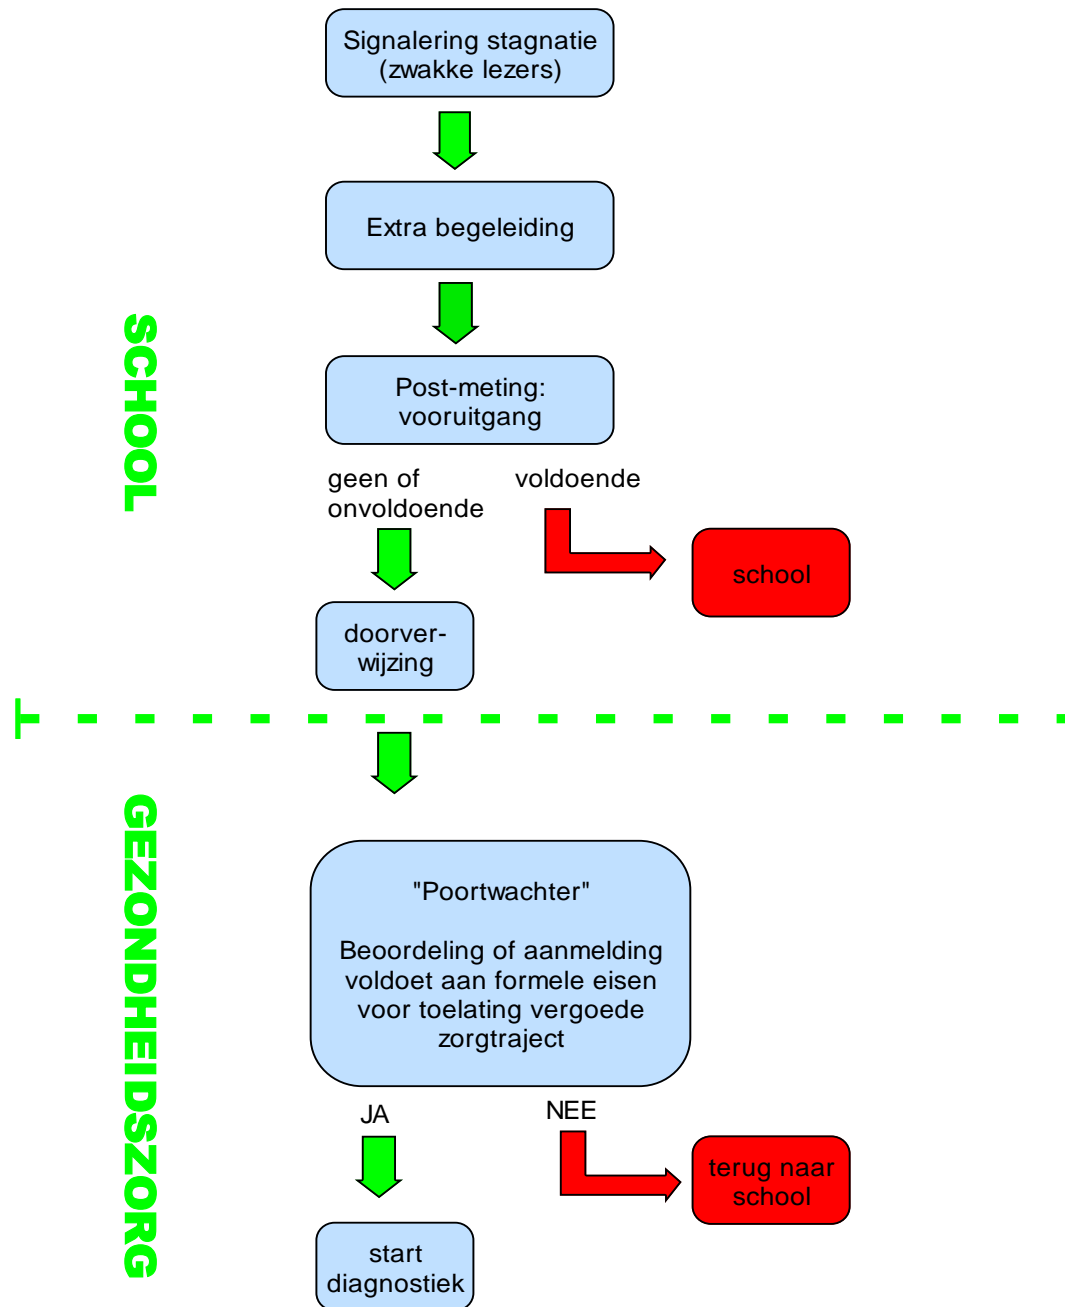 Signalering stagnatie
(zwakke lezers)
Extra begeleiding
SCHOOL
Post-meting:
vooruitgang
geen of
onvoldoende
voldoende
school
doorver-
wijzing
GEZONDHEIDSZORG
"Poortwachter"
Beoordeling of aanmelding
voldoet aan formele eisen
voor toelating vergoede
zorgtraject
JA
NEE
terug naar
school
start
diagnostiek